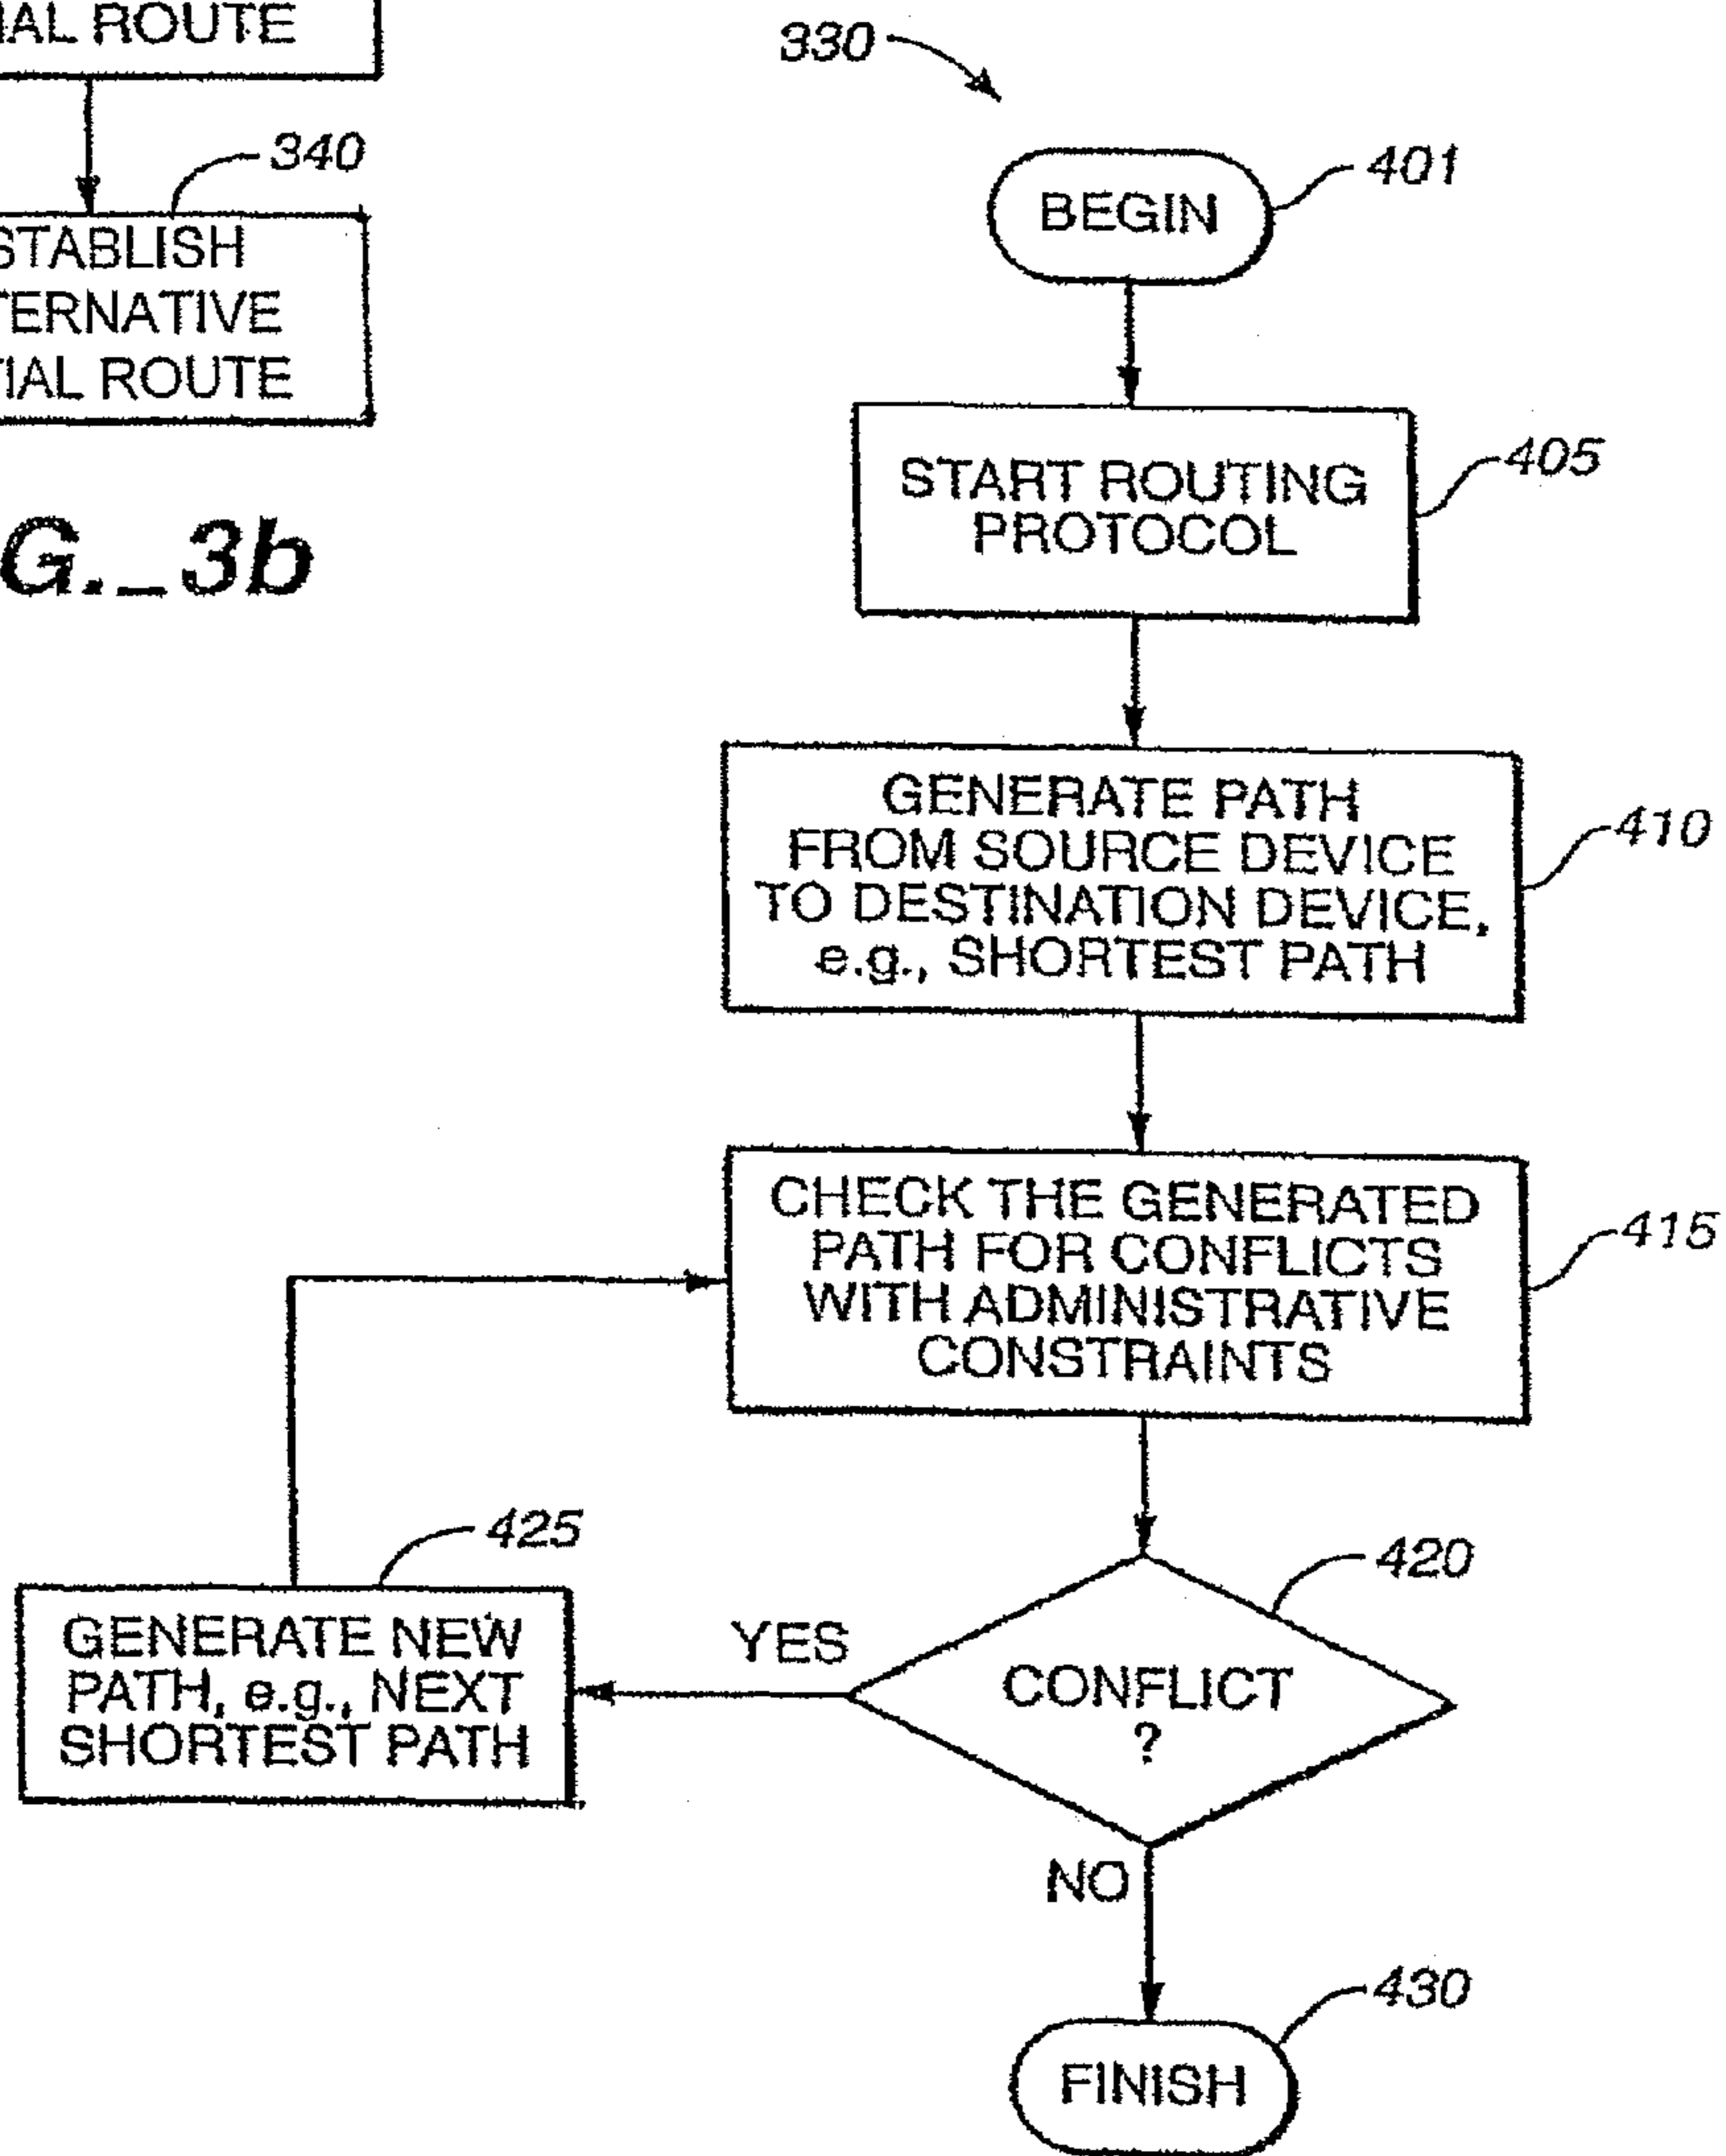 IAL ROUTE
340
STABLISH
TERNATIVE
TIAL ROUTE
G._3b
330
BEGIN
401
START ROUTING
PROTOCOL
405
GENERATE PATH
FROM SOURCE DEVICE
TO DESTINATION DEVICE,
e.g., SHORTEST PATH
410
CHECK THE GENERATED
PATH FOR CONFLICTS
WITH ADMINISTRATIVE
CONSTRAINTS
415
CONFLICT
?
420
YES
GENERATE NEW
PATH, e.g., NEXT
SHORTEST PATH
425
NO
FINISH
430